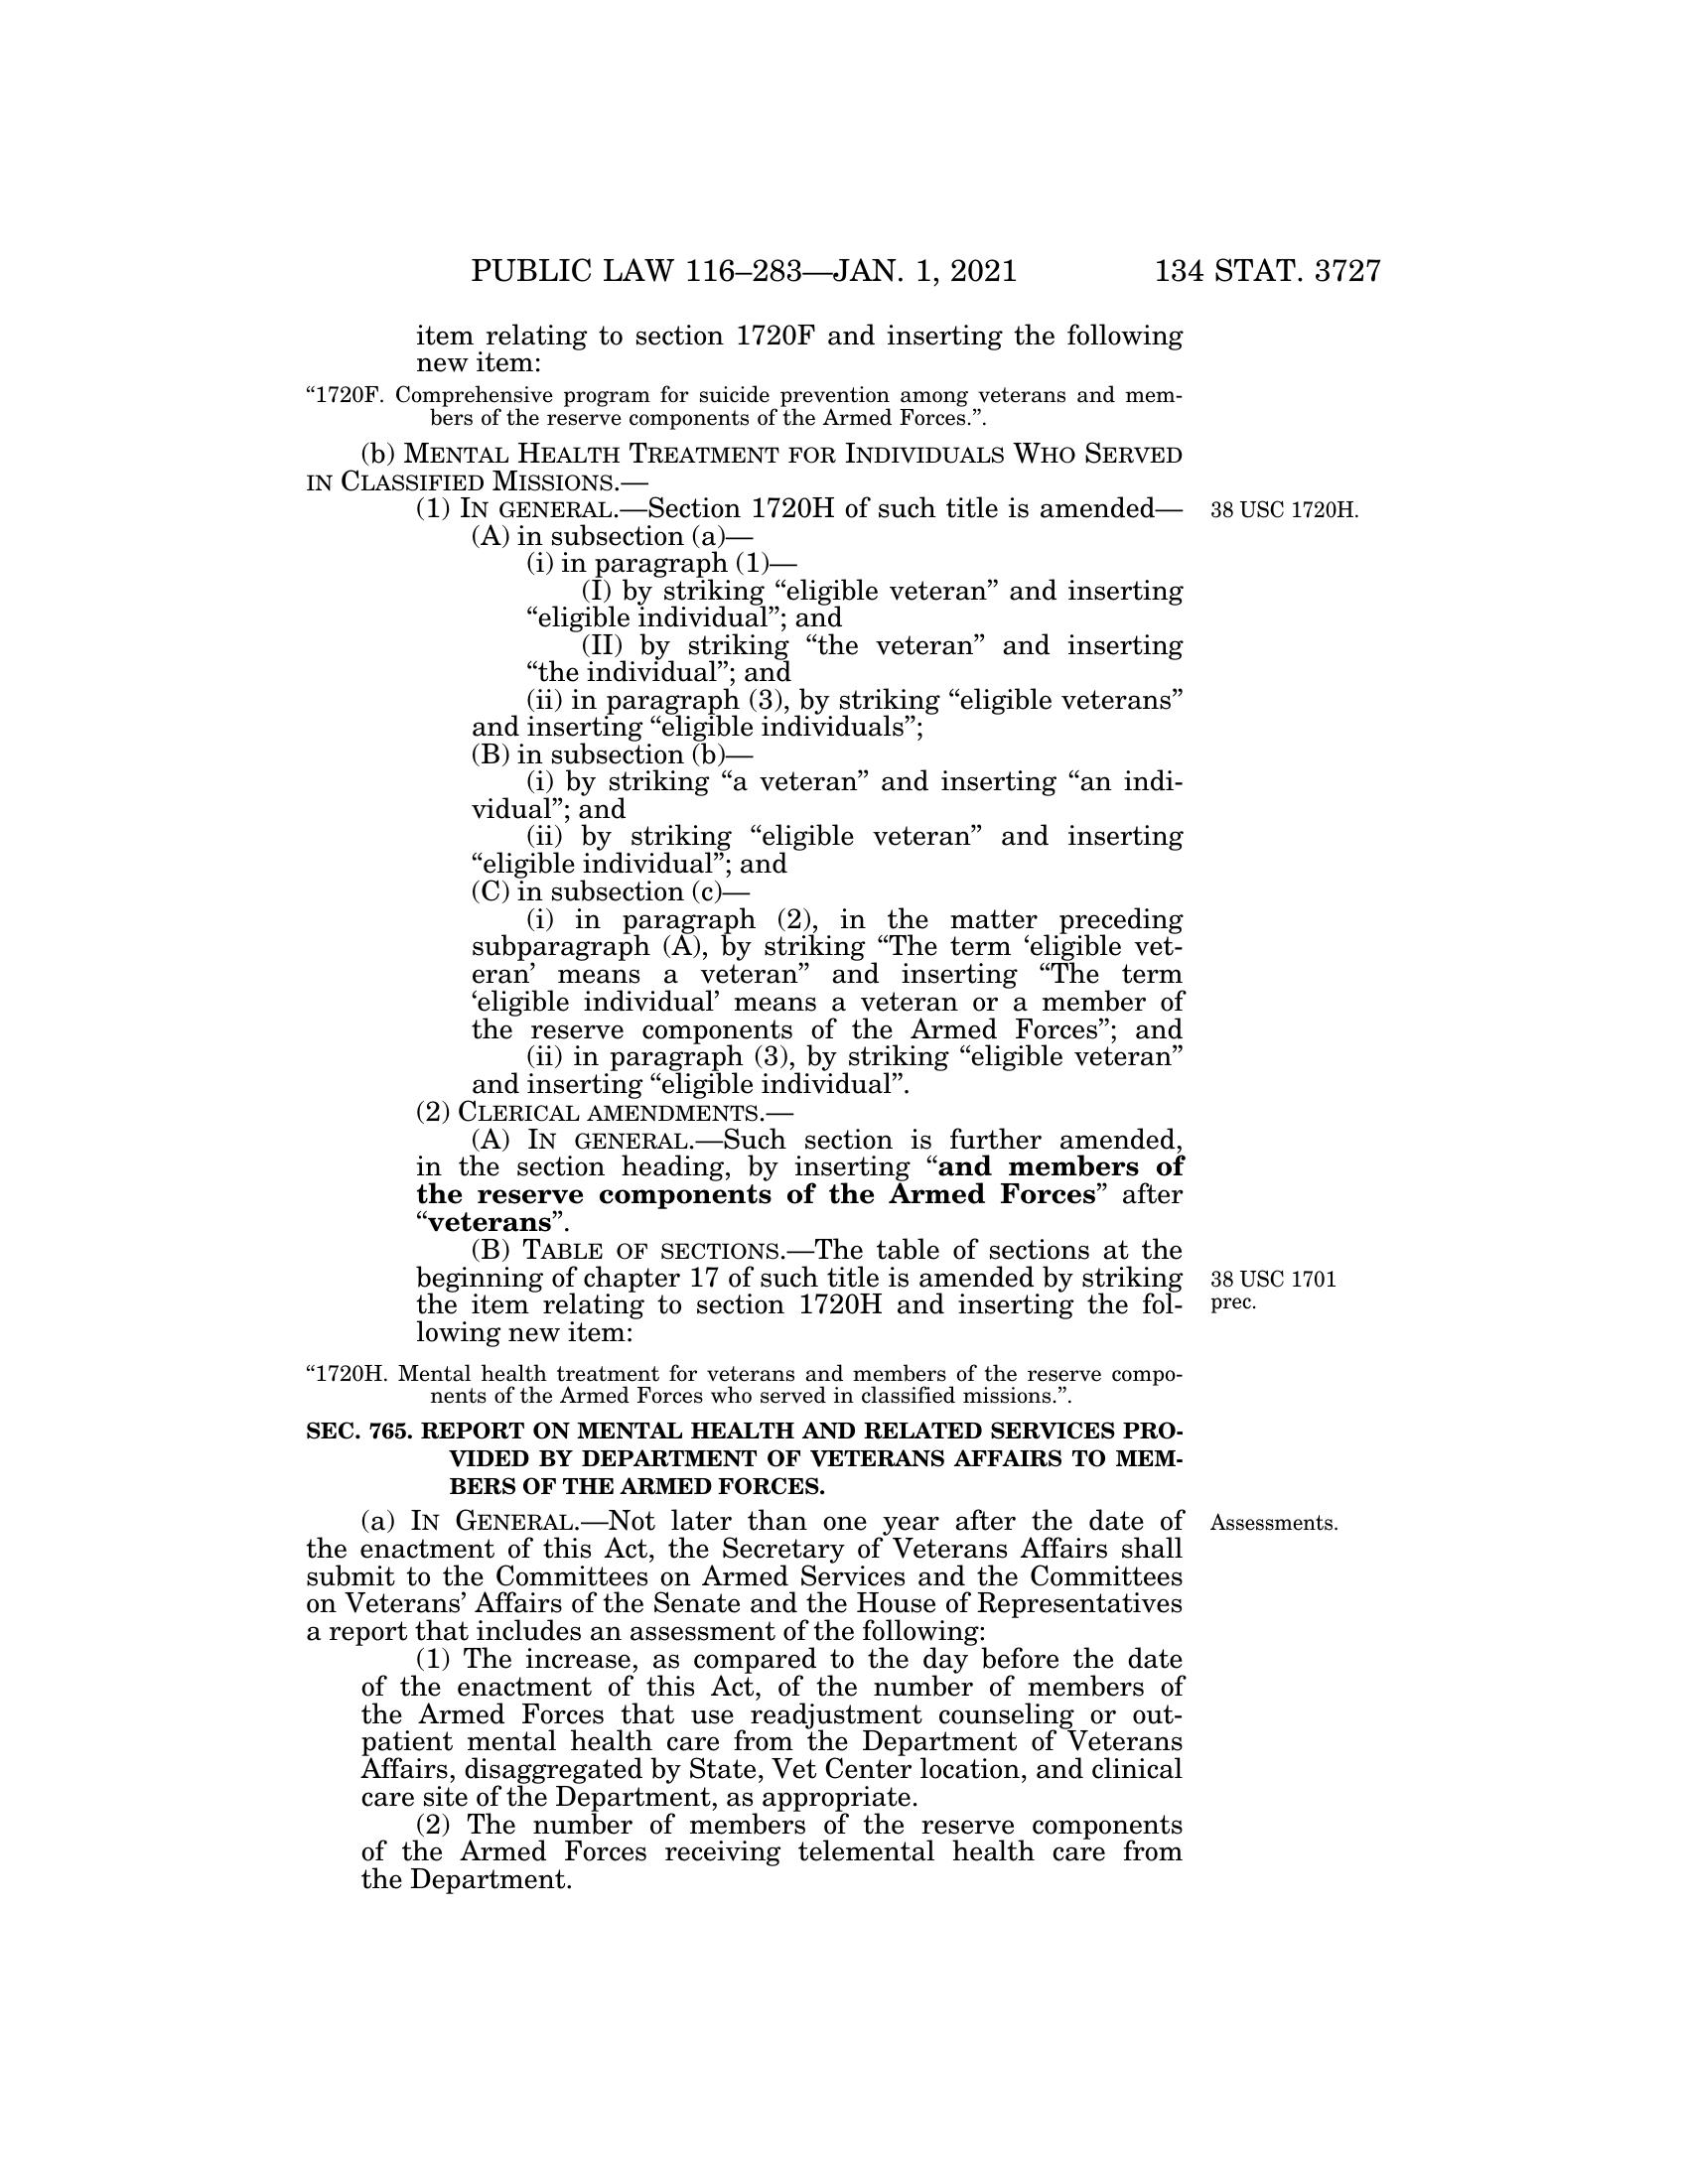 PUBLIC LAW 116–283—JAN. 1, 2021 134 STAT. 3727
item relating to section 1720F and inserting the following
new item:
“1720F. Comprehensive program for suicide prevention among veterans and mem-
bers of the reserve components of the Armed Forces.”.
(b) MENTAL HEALTH TREATMENT FOR INDIVIDUALS WHO SERVED
IN CLASSIFIED MISSIONS.—
(1) IN GENERAL.—Section 1720H of such title is amended—
38 USC 1720H.
(A) in subsection (a)—
(i) in paragraph (1)—
(I) by striking “eligible veteran” and inserting
“eligible individual”; and
(II) by striking “the veteran” and inserting
“the individual”; and
(ii) in paragraph (3), by striking “eligible veterans”
and inserting “eligible individuals”;
(B) in subsection (b)—
(i) by striking “a veteran” and inserting “an indi-
vidual”; and
(ii) by striking “eligible veteran” and inserting
“eligible individual”; and
(C) in subsection (c)—
(i) in paragraph (2), in the matter preceding
subparagraph (A), by striking “The term ‘eligible vet-
eran’ means a veteran” and inserting “The term
‘eligible individual’ means a veteran or a member of
the reserve components of the Armed Forces”; and
(ii) in paragraph (3), by striking “eligible veteran”
and inserting “eligible individual”.
(2) CLERICAL AMENDMENTS.—
(A) IN GENERAL.—Such section is further amended,
in the section heading, by inserting “and members of
the reserve components of the Armed Forces” after
“veterans”.
(B) TABLE OF SECTIONS.—The table of sections at the
beginning of chapter 17 of such title is amended by striking
the item relating to section 1720H and inserting the fol-
lowing new item:
38 USC 1701
prec.
“1720H. Mental health treatment for veterans and members of the reserve compo-
nents of the Armed Forces who served in classified missions.”.
SEC. 765. REPORT ON MENTAL HEALTH AND RELATED SERVICES PRO-
VIDED BY DEPARTMENT OF VETERANS AFFAIRS TO MEM-
BERS OF THE ARMED FORCES.
(a) IN GENERAL.—Not later than one year after the date of
the enactment of this Act, the Secretary of Veterans Affairs shall
submit to the Committees on Armed Services and the Committees
on Veterans’ Affairs of the Senate and the House of Representatives
a report that includes an assessment of the following:
Assessments.
(1) The increase, as compared to the day before the date
of the enactment of this Act, of the number of members of
the Armed Forces that use readjustment counseling or out-
patient mental health care from the Department of Veterans
Affairs, disaggregated by State, Vet Center location, and clinical
care site of the Department, as appropriate.
(2) The number of members of the reserve components
of the Armed Forces receiving telemental health care from
the Department.